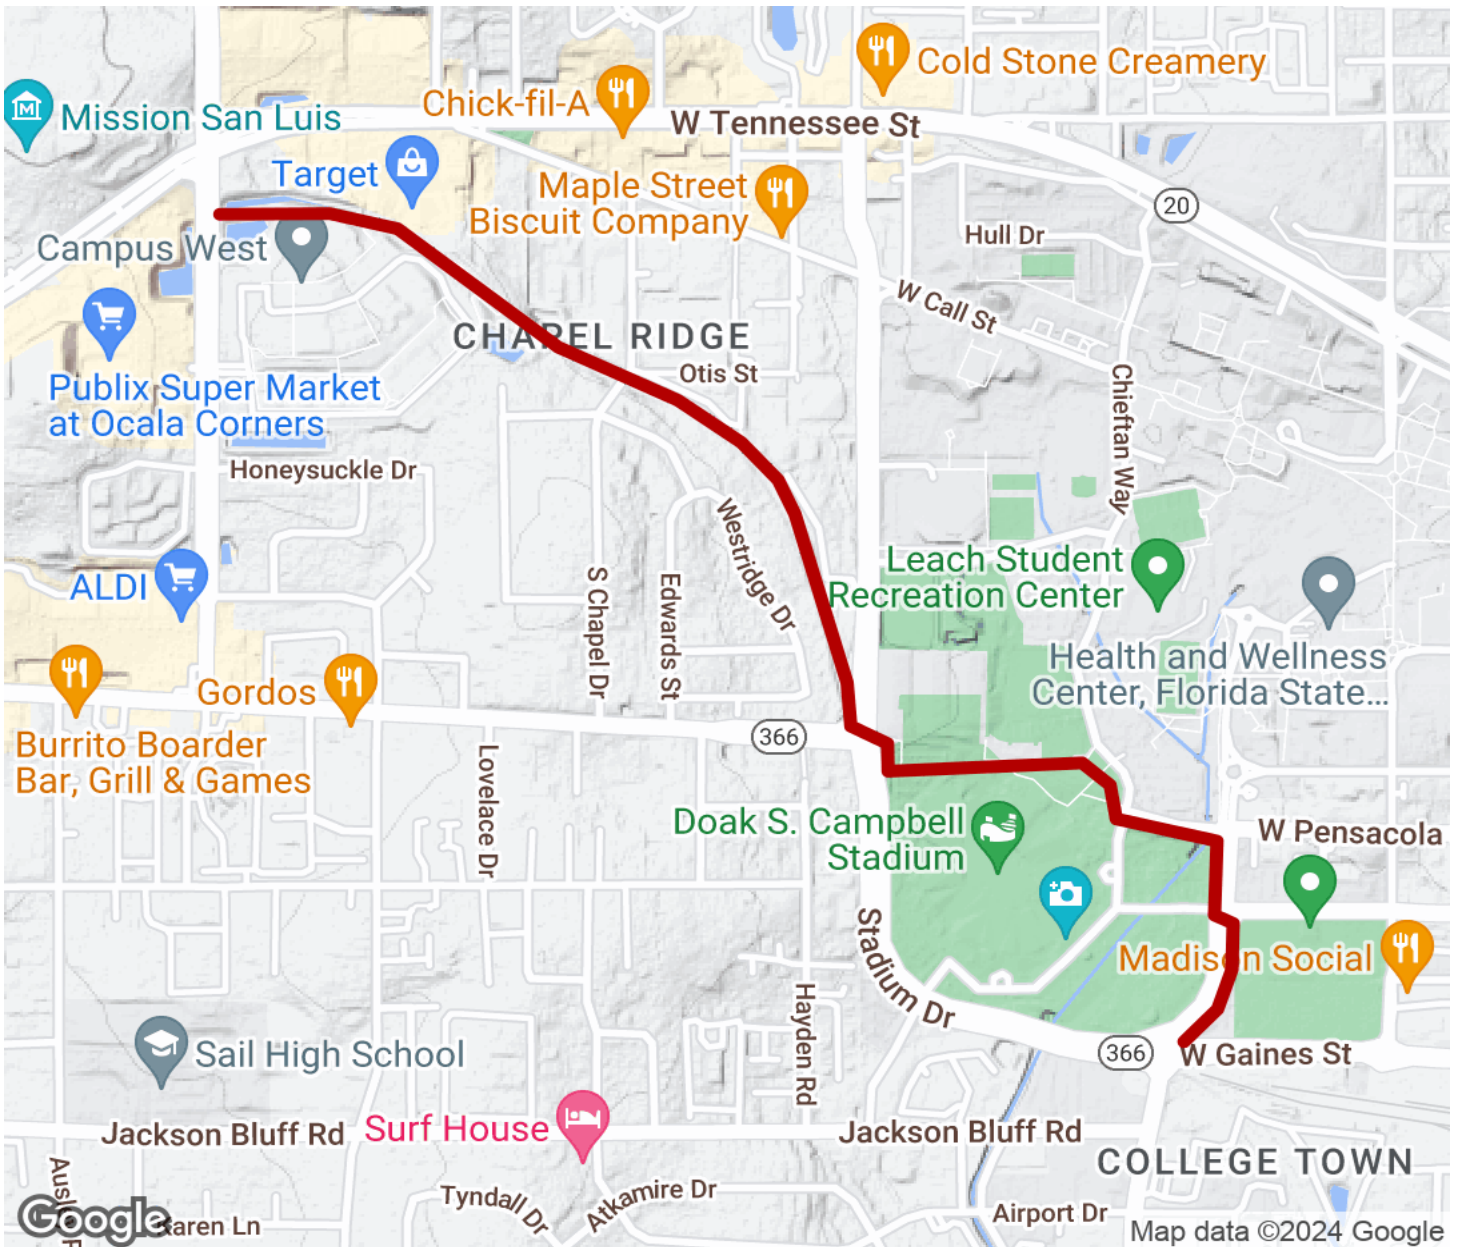 Cold Stone Creamery
Chick-fil-A
Mission San Luis
W Tennessee St
Target
Maple Street
Biscuit Company
20
Hull Dr
Campus West
W Call St
CHAPEL RIDGE
Otis St
Chieftan Way
Publix Super Market
at Ocala Corners
Honeysuckle Dr
Westridge Dr
ALDI
S Chapel Dr
Edwards St
Leach Student
Recreation Center
Health and Wellness
Center, Florida State...
Gordos
366
Burrito Boarder
Bar, Grill & Games
Lovelace Dr
Doak S. Campbell
Stadium
W Pensacola
Stadium Dr
Madison Social
Hayden Rd
Sail High School
366
W Gaines St
Jackson Bluff Rd
Surf House
Jackson Bluff Rd
COLLEGE TOWN
Tyndall Dr
Atkamire Dr
Airport Dr
Google
Karen Ln
Map data ©2024 Google